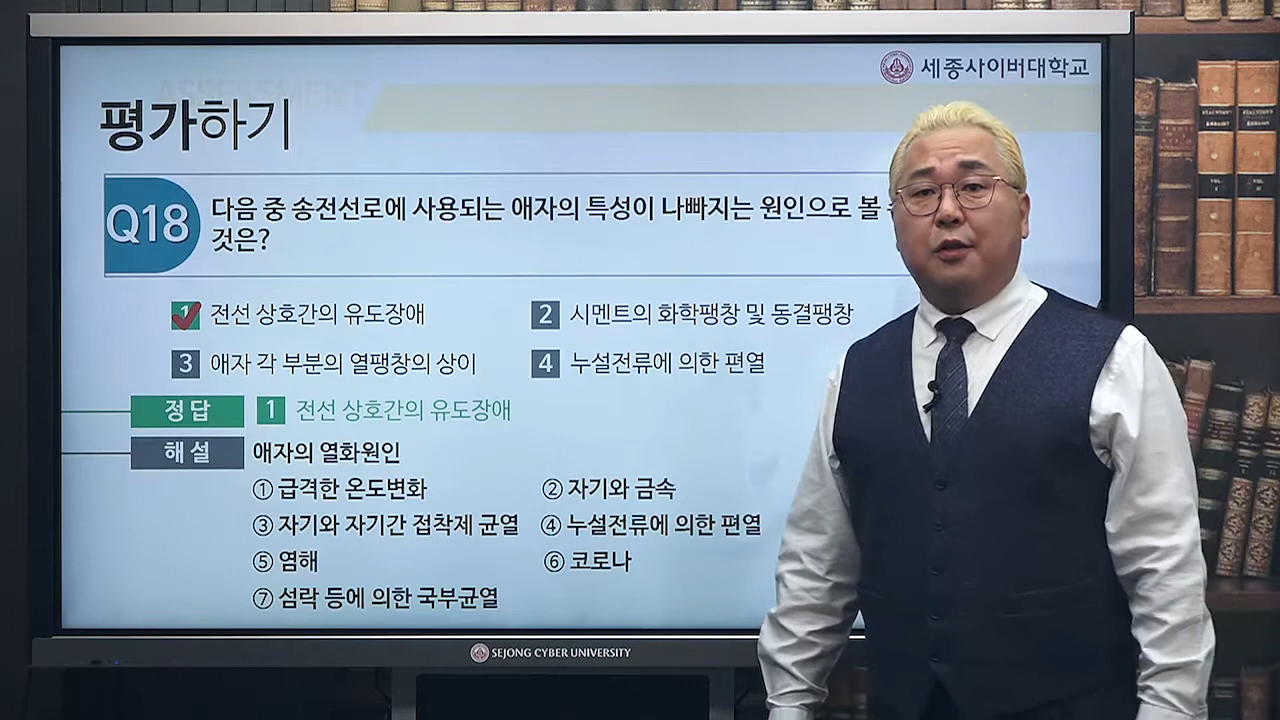 세종사이버대학교
ASSESSMENT
평가하기
Q18
다음 중 송전선로에 사용되는 애자의 특성이 나빠지는 원인으로 볼
것은?
1 전선 상호간의 유도장애
2 시멘트의 화학팽창 및 동결팽창
3 애자 각 부분의 열팽창의 상이
4 누설전류에 의한 편열
정답 1 전선 상호간의 유도장애
해설 애자의 열화원인
① 급격한 온도변화
② 자기와 금속
③ 자기와 자기간 접착제 균열
④ 누설전류에 의한 편열
⑤ 염해
⑥ 코로나
⑦ 섬락 등에 의한 국부균열
SEJONG CYBER UNIVERSITY